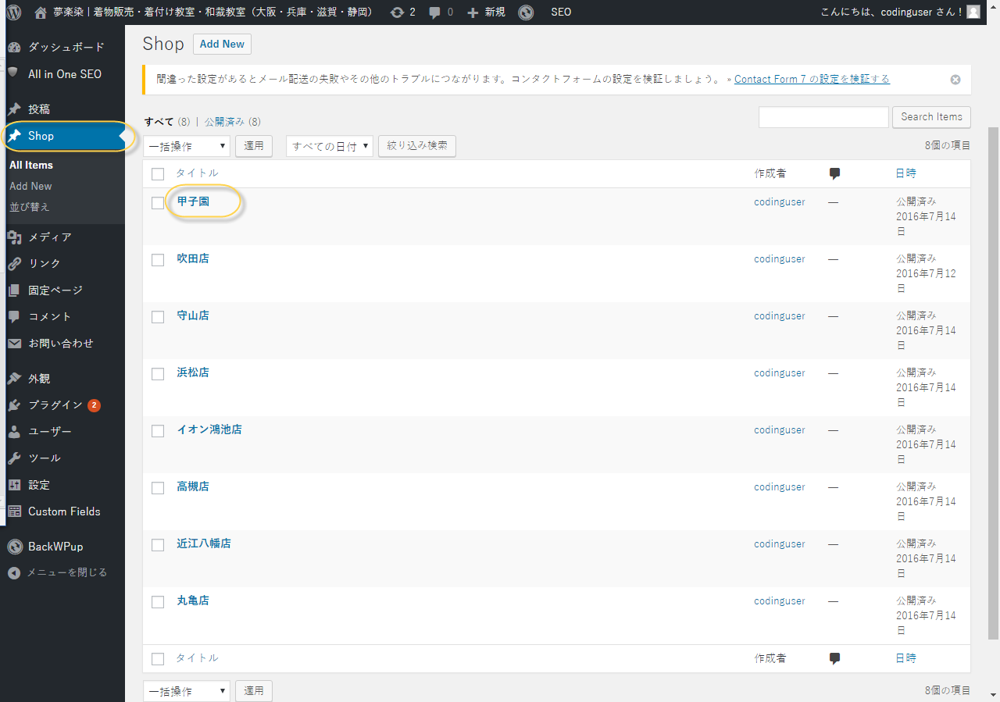 夢楽染 | 着物販売・着付け教室・和裁教室（大阪・兵庫・滋賀・静岡） 2 0 新規 SEO こんにちは、codinguser さん！
ダッシュボード
All in One SEO
投稿
Shop
All Items
Add New
並び替え
メディア
リンク
固定ページ
コメント
お問い合わせ
外観
プラグイン 2
ユーザー
ツール
設定
Custom Fields
BackWPup
メニューを閉じる
Shop Add New
間違った設定があるとメール配送の失敗やその他のトラブルにつながります。コンタクトフォームの設定を検証しましょう。 » Contact Form 7 の設定を検証する
すべて (8) | 公開済み (8) Search Items
一括操作 適用 すべての日付 絞り込み検索 8個の項目
タイトル 作成者 日時
甲子園 codinguser — 公開済み
2016年7月14
日
吹田店 codinguser — 公開済み
2016年7月12
日
守山店 codinguser — 公開済み
2016年7月14
日
浜松店 codinguser — 公開済み
2016年7月14
日
イオン鴻池店 codinguser — 公開済み
2016年7月14
日
高槻店 codinguser — 公開済み
2016年7月14
日
近江八幡店 codinguser — 公開済み
2016年7月14
日
丸亀店 codinguser — 公開済み
2016年7月14
日
タイトル 作成者 日時
一括操作 適用 8個の項目